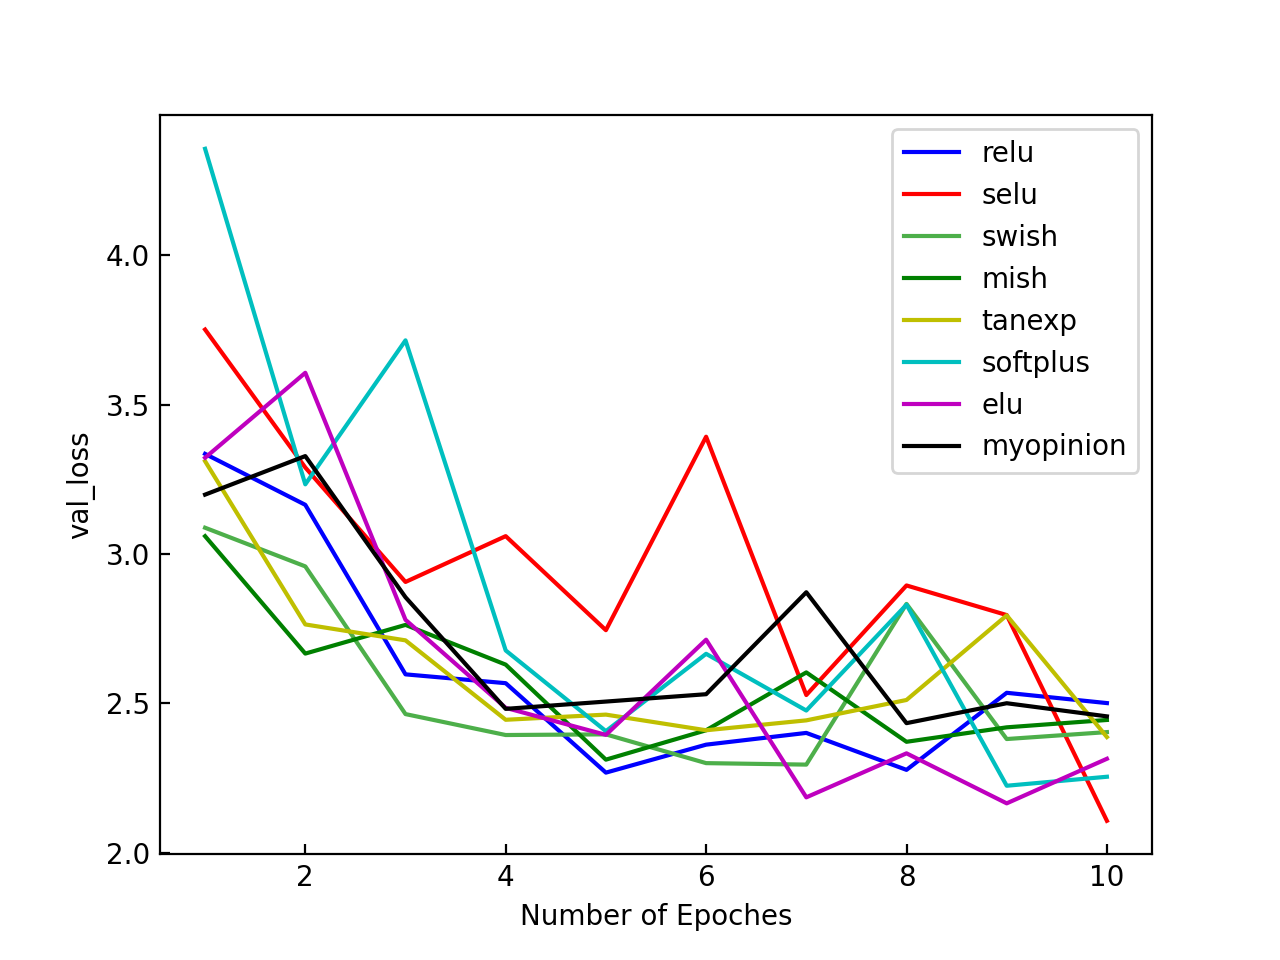 relu
selu
swish
mish
tanexp
softplus
elu
myopinion
4.0
3.5
3.0
2.5
2.0
val_loss
2 4 6 8 10
Number of Epoches